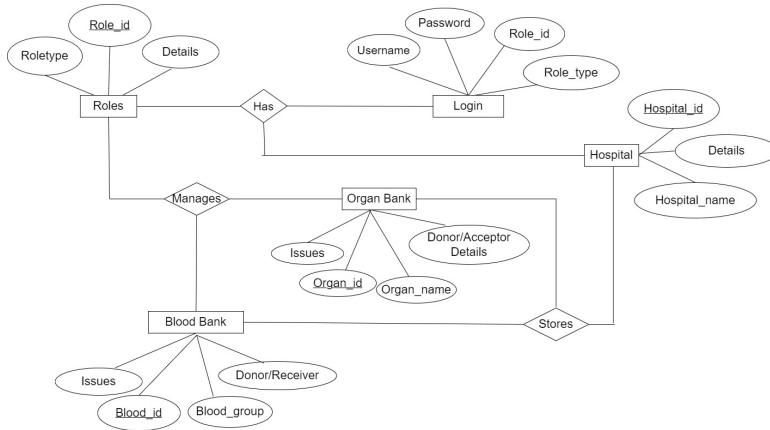 Role_id
Roletype
Details
Roles
Password
Username
Role_id
Role_type
Has
Login
Hospital_id
Details
Hospital
Hospital_name
Manages
Organ Bank
Issues
Donor/Acceptor
Details
Organ_id
Organ_name
Blood Bank
Stores
Issues
Donor/Receiver
Blood_id
Blood_group